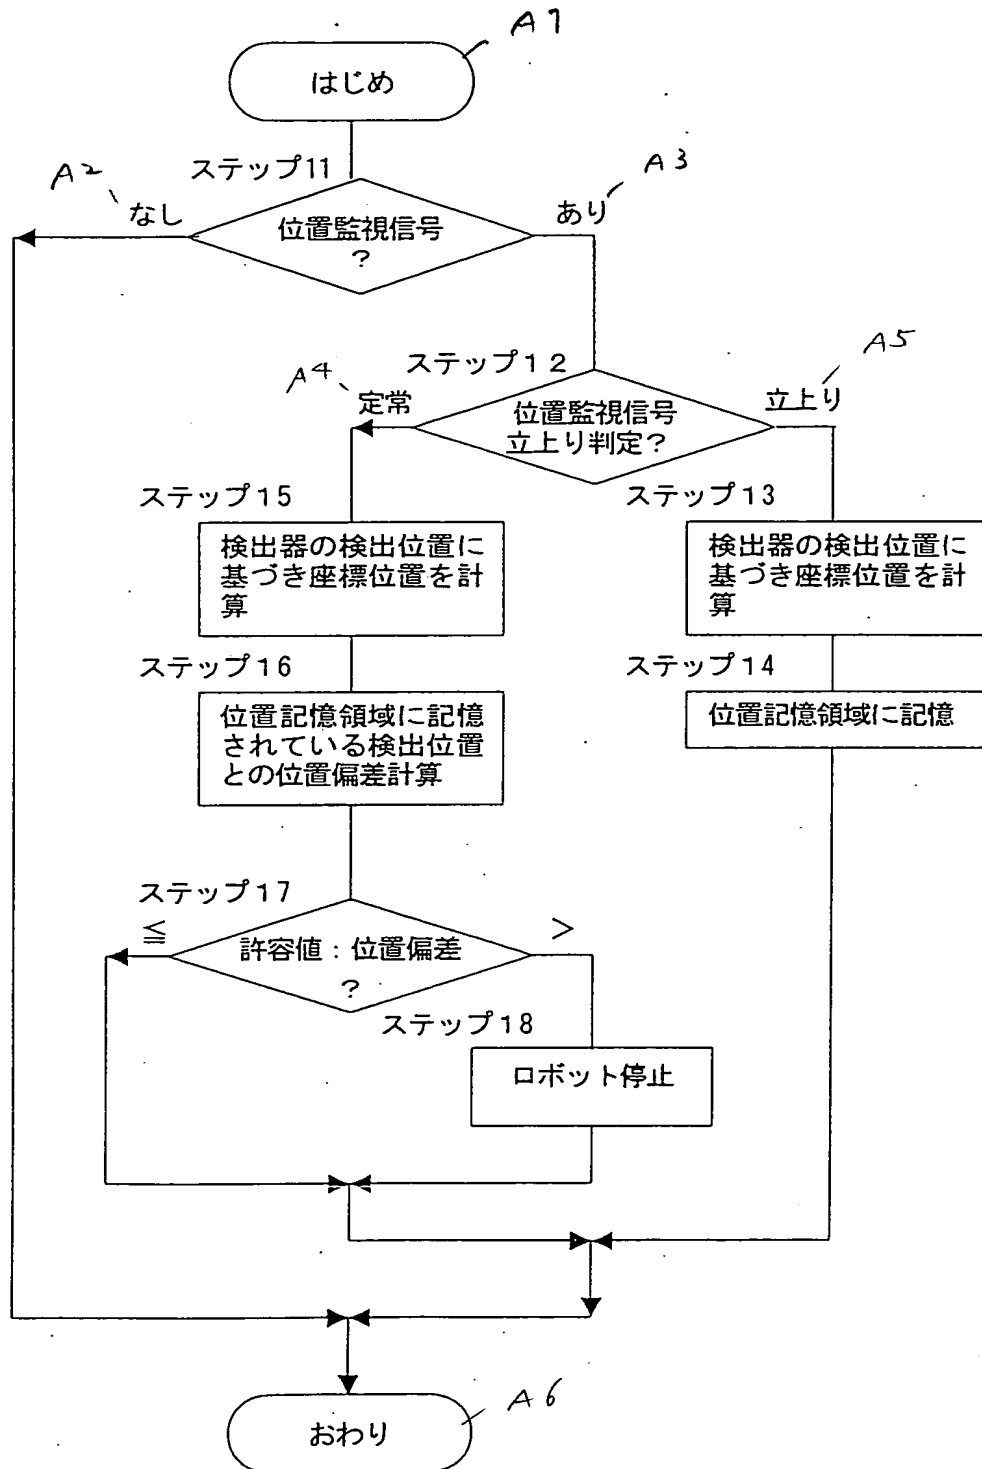 A1
はじめ
ステップ11
A2
なし
位置監視信号
?
あり
A3
ステップ12
A4
定常
位置監視信号
立上り判定?
立上り
A5
ステップ15
検出器の検出位置に
基づき座標位置を計
算
ステップ13
検出器の検出位置に
基づき座標位置を計
算
ステップ16
位置記憶領域に記憶
されている検出位置
との位置偏差計算
ステップ14
位置記憶領域に記憶
ステップ17
≦
許容値:位置偏差
?
>
ステップ18
ロボット停止
おわり
A6